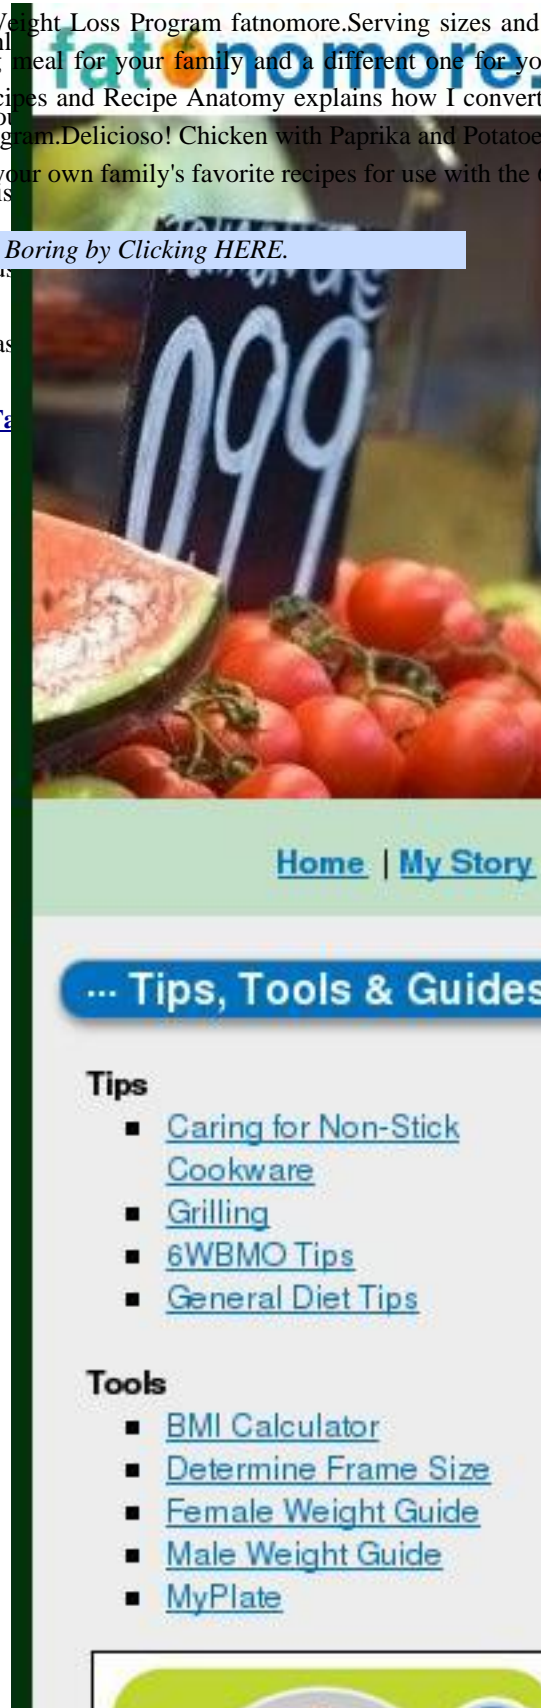 Weight Loss Program fatnomore.Serving sizes and
fatnomore.
meal for your family and a different one for yo
cipes and Recipe Anatomy explains how I convert
gram.Delicioso! Chicken with Paprika and Potatoe
your own family's favorite recipes for use with the
Boring by Clicking HERE.
099
Home | My Story
... Tips, Tools & Guides
Tips
Caring for Non-Stick
Cookware
Grilling
6WBMO Tips
General Diet Tips
Tools
BMI Calculator
Determine Frame Size
Female Weight Guide
Male Weight Guide
MyPlate